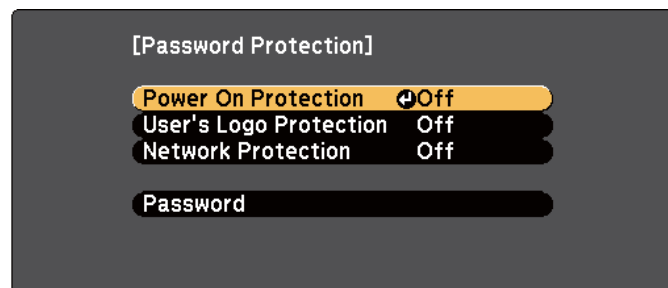 [Password Protection]
Power On Protection Off
User's Logo Protection Off
Network Protection Off
Password